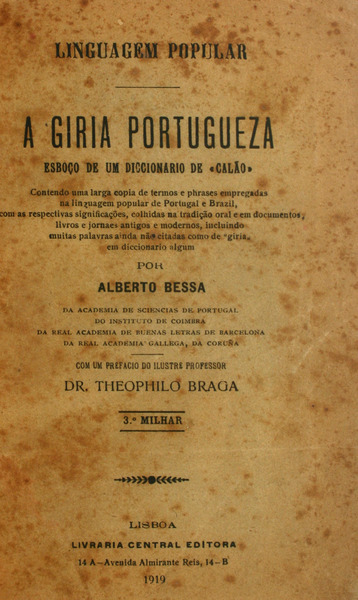 LINGUAGEM POPULAR
A GIRIA PORTUGUEZA
ESBOÇO DE UM DICCIONARIO DE «CALÃO»
Contendo uma larga copia de termos e phrases empregadas
na linguagem popular de Portugal e Brazil,
com as respectivas significações, colhidas na tradição oral e em documentos,
livros e jornaes antigos e modernos, incluindo
muitas palavras ainda não citadas como de «giria»
em diccionario algum
POR
ALBERTO BESSA
DA ACADEMIA DE SCIENCIAS DE PORTUGAL
DO INSTITUTO DE COIMBRA
DA REAL ACADEMIA DE BUENAS LETRAS DE BARCELONA
DA REAL ACADEMIA GALLEGA, DA CORUÑA
COM UM PREFACIO DO ILLUSTRE PROFESSOR
DR. THEOPHILO BRAGA
3.º MILHAR
LISBOA
LIVRARIA CENTRAL EDITORA
14 A—Avenida Almirante Reis, 14—B
1919